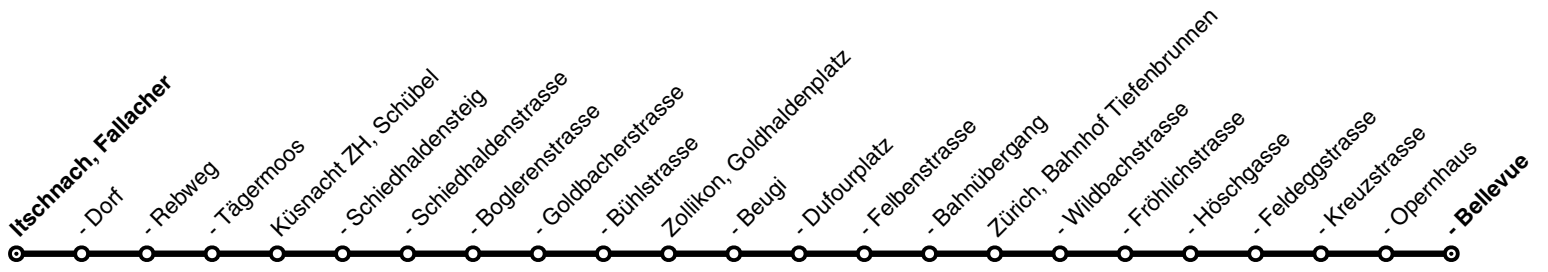 Itschnach, Fallacher
- Dorf
- Rebweg
- Tägermoos
Küsnacht ZH, Schübel
- Schiedhaldensteig
- Schiedhaldenstrasse
- Boglerenstrasse
- Goldbacherstrasse
- Bühlstrasse
Zollikon, Goldhaldenplatz
- Beugi
- Dufourplatz
- Felbenstrasse
- Bahnübergang
Zürich, Bahnhof Tiefenbrunnen
- Wildbachstrasse
- Fröhlichstrasse
- Höschgasse
- Feldeggstrasse
- Kreuzstrasse
- Opernhaus
- Bellevue